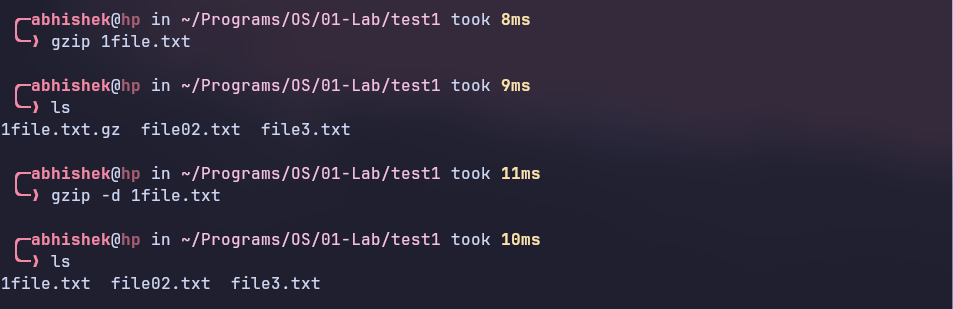 abhishek@hp in ~/Programs/OS/01-Lab/test1 took 8ms
❯ gzip 1file.txt
abhishek@hp in ~/Programs/OS/01-Lab/test1 took 9ms
❯ ls
1file.txt.gz  file02.txt  file3.txt
abhishek@hp in ~/Programs/OS/01-Lab/test1 took 11ms
❯ gzip -d 1file.txt
abhishek@hp in ~/Programs/OS/01-Lab/test1 took 10ms
❯ ls
1file.txt  file02.txt  file3.txt